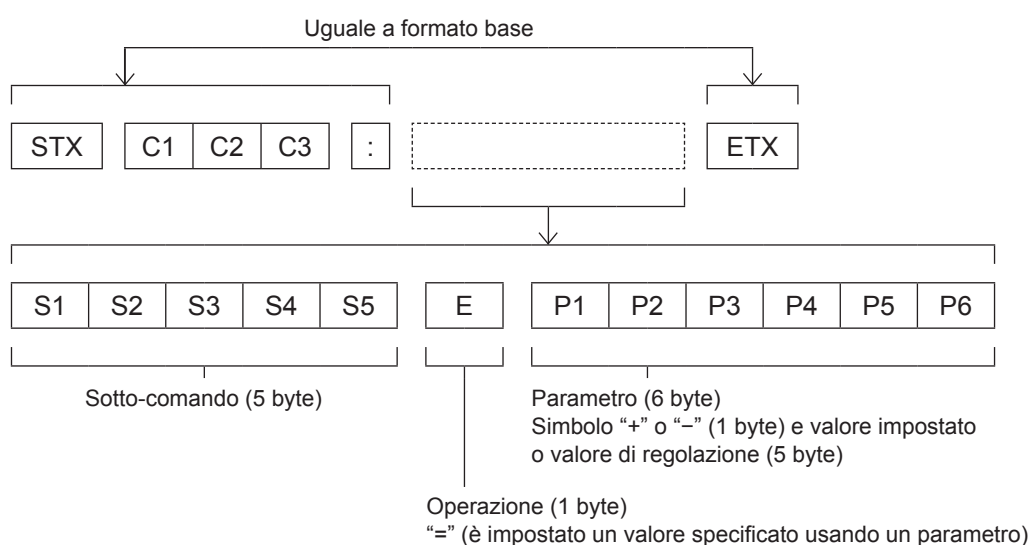 Uguale a formato base
STX C1 C2 C3 : ETX
S1 S2 S3 S4 S5 E P1 P2 P3 P4 P5 P6
Sotto-comando (5 byte)
Parametro (6 byte)
Simbolo “+” o “−” (1 byte) e valore impostato
o valore di regolazione (5 byte)
Operazione (1 byte)
“=” (è impostato un valore specificato usando un parametro)